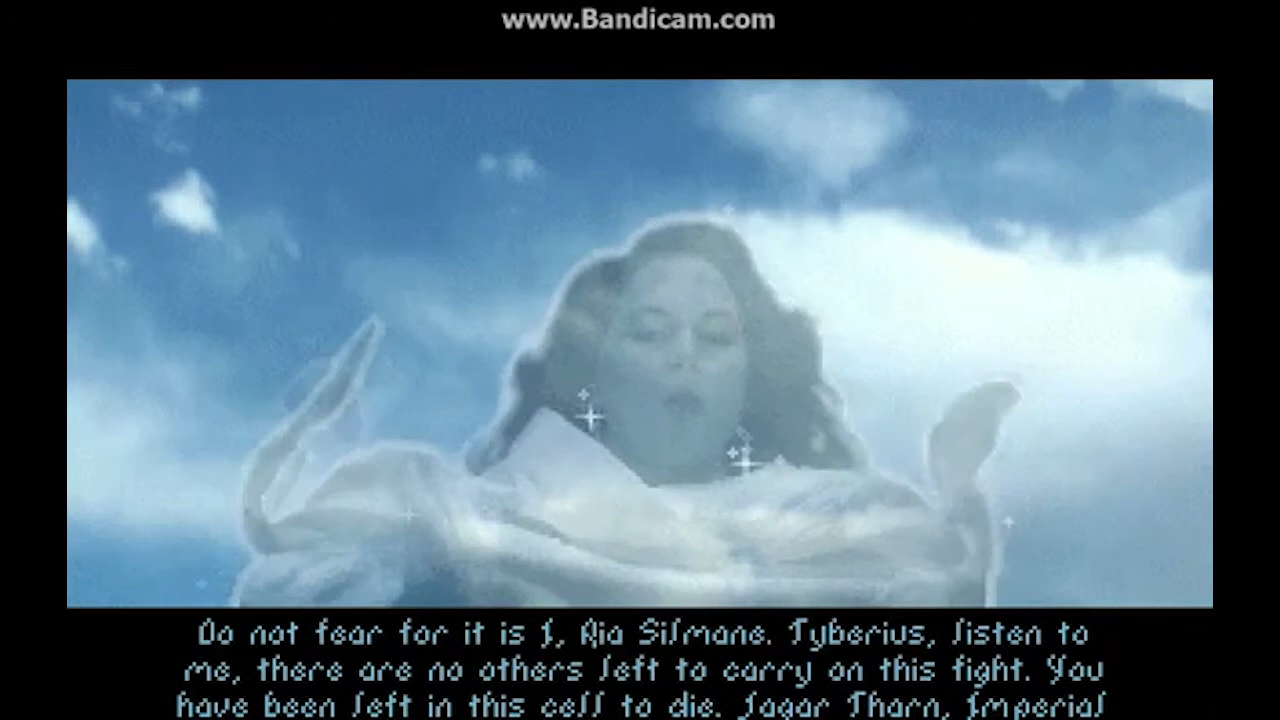 www.Bandicam.com
Do not fear for it is I, Ria Silmane. Tyberius, listen to
me, there are no others left to carry on this fight. You
have been left in this cell to die. Jagar Tharn, Imperial